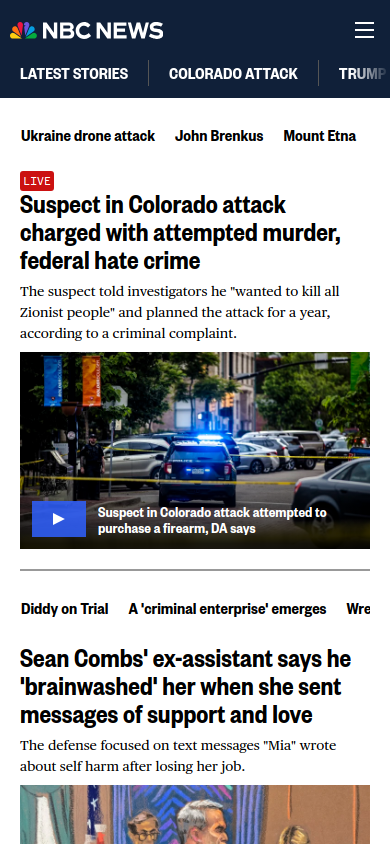 NBC NEWS
LATEST STORIES
COLORADO ATTACK
TRUMP
Ukraine drone attack
John Brenkus
Mount Etna
LIVE
Suspect in Colorado attack
charged with attempted murder,
federal hate crime
The suspect told investigators he "wanted to kill all
Zionist people" and planned the attack for a year,
according to a criminal complaint.
Suspect in Colorado attack attempted to
purchase a firearm, DA says
Diddy on Trial
A 'criminal enterprise' emerges
Wre
Sean Combs' ex-assistant says he
'brainwashed' her when she sent
messages of support and love
The defense focused on text messages "Mia" wrote
about self harm after losing her job.